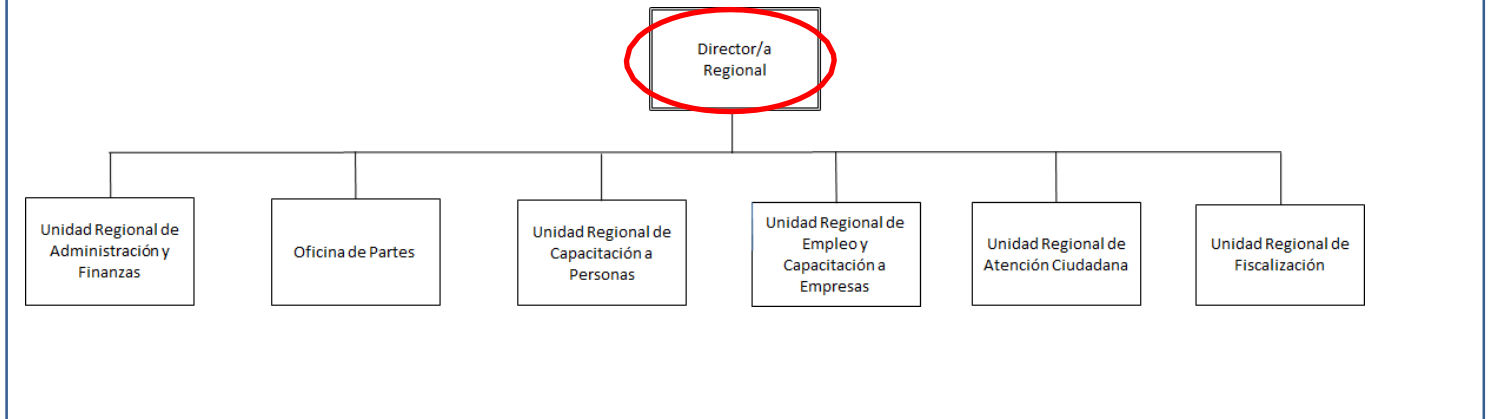 Director/a
Regional
Unidad Regional de
Administración y
Finanzas
Oficina de Partes
Unidad Regional de
Capacitación a
Personas
Unidad Regional de
Empleo y
Capacitación a
Empresas
Unidad Regional de
Atención Ciudadana
Unidad Regional de
Fiscalización